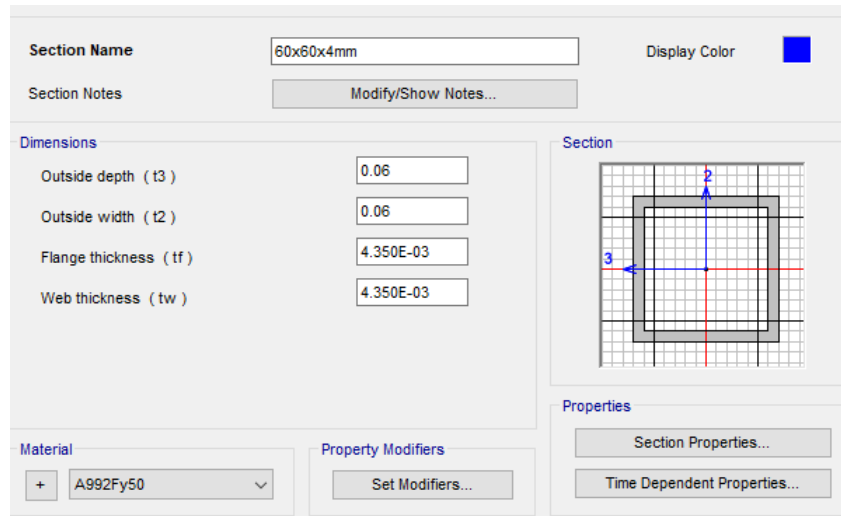 Section Name
60x60x4mm
Display Color
Section Notes
Modify/Show Notes...
Dimensions
Outside depth ( t3 )
0.06
Outside width ( t2 )
0.06
Flange thickness ( tf )
4.350E-03
Web thickness ( tw )
4.350E-03
Section
2
3
Properties
Section Properties...
Time Dependent Properties...
Material
+
A992Fy50
Property Modifiers
Set Modifiers...